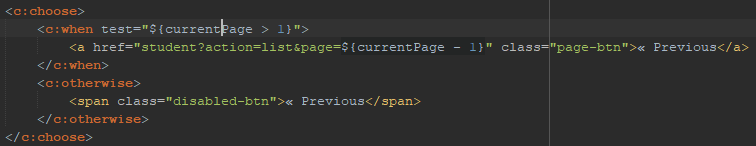 <c:choose>
    <c:when test="${currentPage > 1}">
        <a href="student?action=list&page=${currentPage - 1}" class="page-btn">« Previous</a>
    </c:when>
    <c:otherwise>
        <span class="disabled-btn">« Previous</span>
    </c:otherwise>
</c:choose>